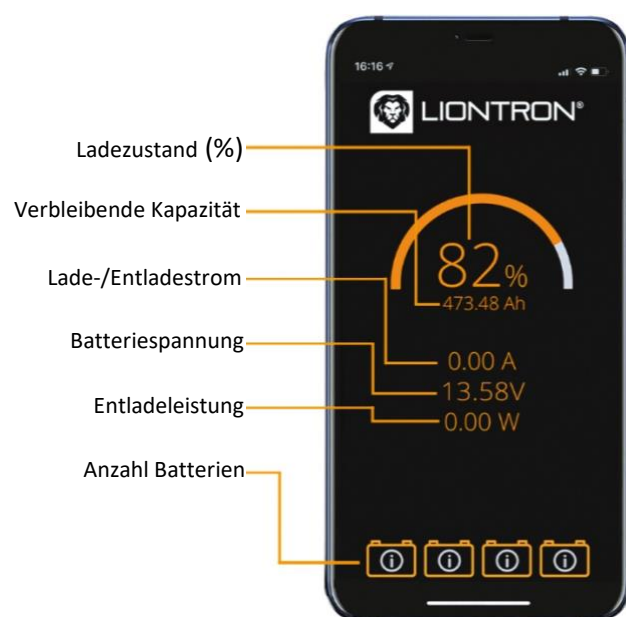 16:16
LIONTRON®
Ladezustand (%)
Verbleibende Kapazität
82%
473.48 Ah
Lade-/Entladestrom
0.00 A
Batteriespannung
13.58V
Entladeleistung
0.00 W
Anzahl Batterien